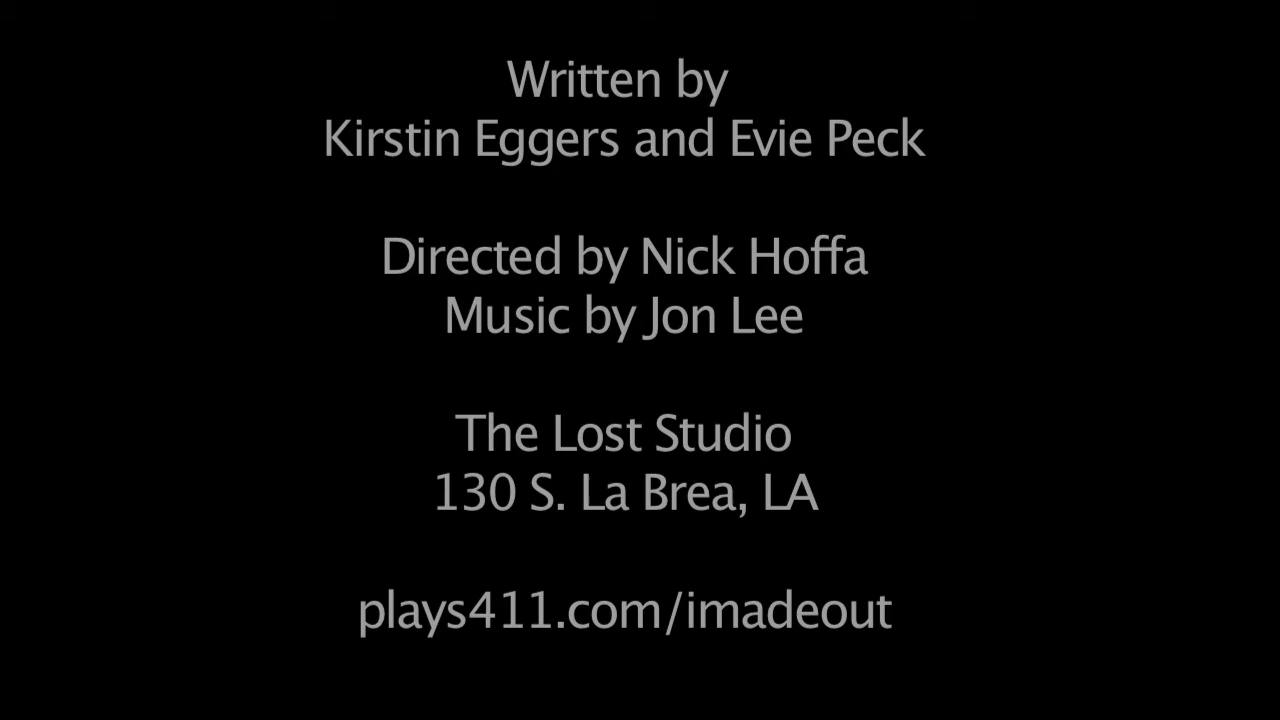 Written by
Kirstin Eggers and Evie Peck
Directed by Nick Hoffa
Music by Jon Lee
The Lost Studio
130 S. La Brea, LA
plays411.com/imadeout